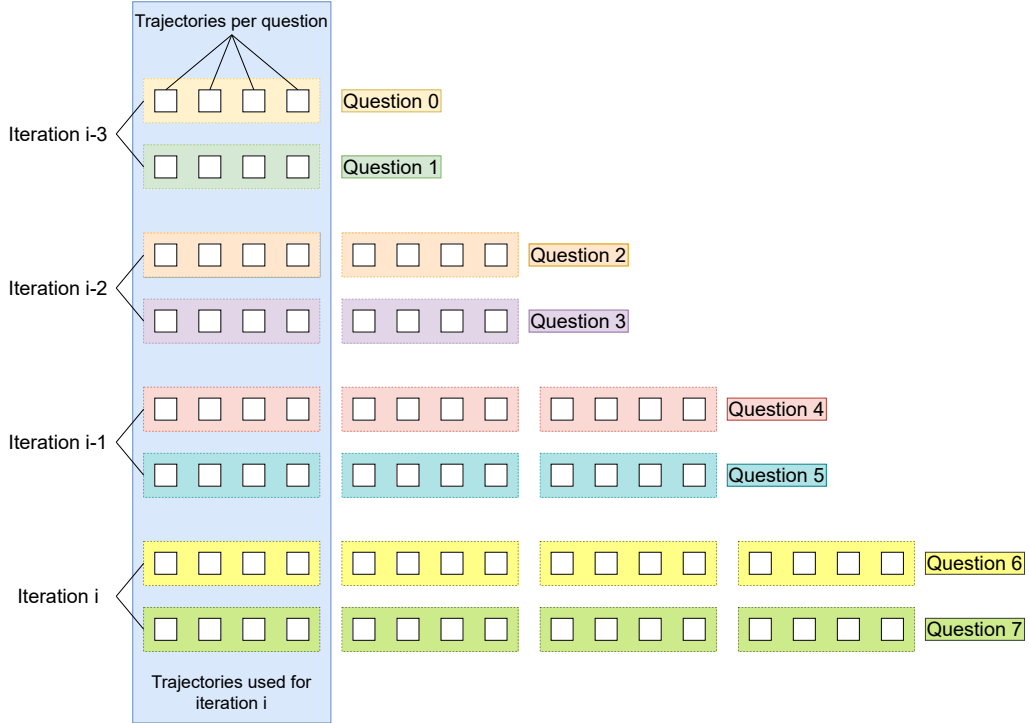 Trajectories per question
Question 0
Iteration i-3
Question 1
Question 2
Iteration i-2
Question 3
Question 4
Iteration i-1
Question 5
Question 6
Iteration i
Question 7
Trajectories used for
iteration i